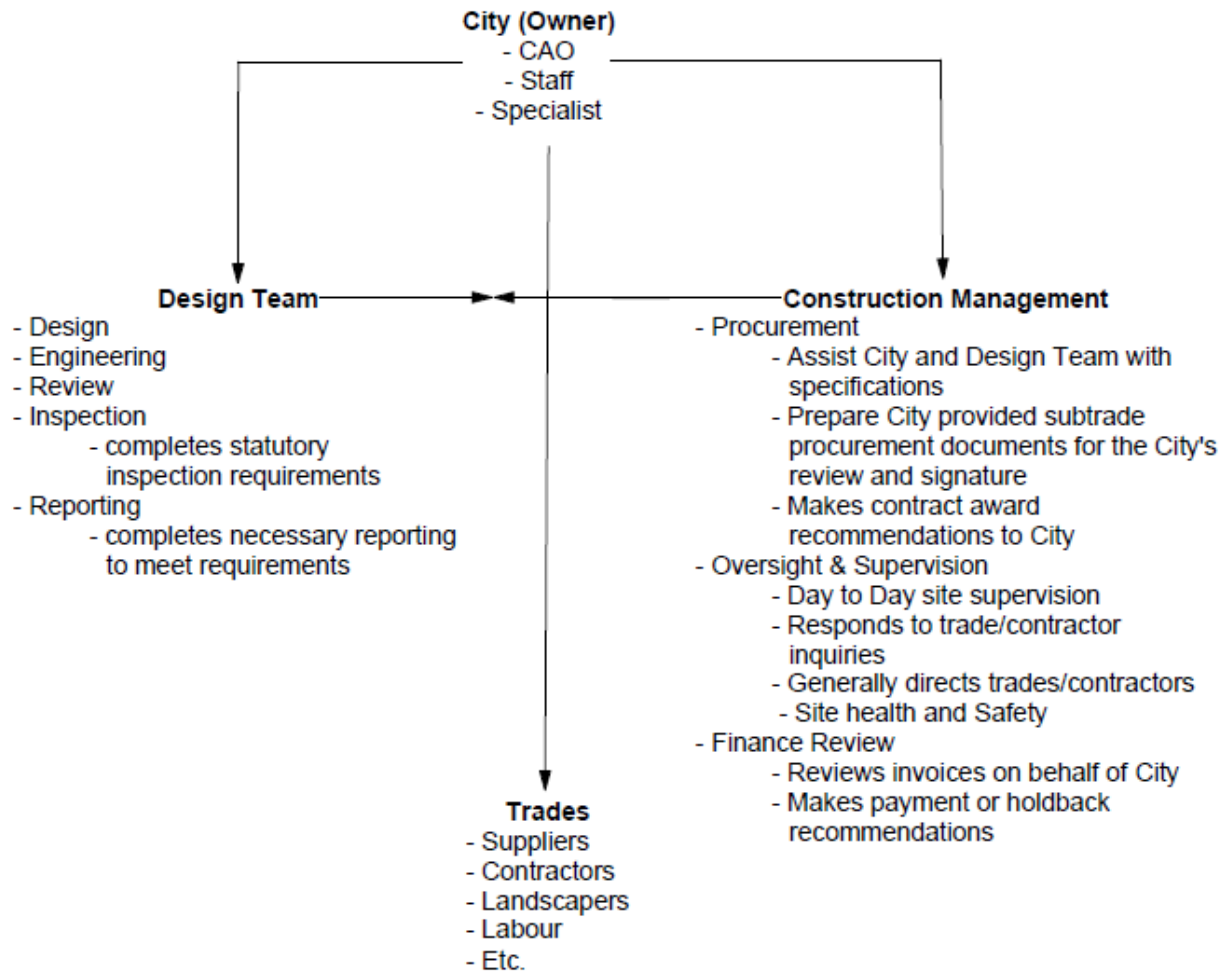 City (Owner)
- CAO
- Staff
- Specialist
Design Team
- Design
- Engineering
- Review
- Inspection
- completes statutory
inspection requirements
- Reporting
- completes necessary reporting
to meet requirements
Construction Management
- Procurement
- Assist City and Design Team with
specifications
- Prepare City provided subtrade
procurement documents for the City's
review and signature
- Makes contract award
recommendations to City
- Oversight & Supervision
- Day to Day site supervision
- Responds to trade/contractor
inquiries
- Generally directs trades/contractors
- Site health and Safety
- Finance Review
- Reviews invoices on behalf of City
- Makes payment or holdback
recommendations
Trades
- Suppliers
- Contractors
- Landscapers
- Labour
- Etc.